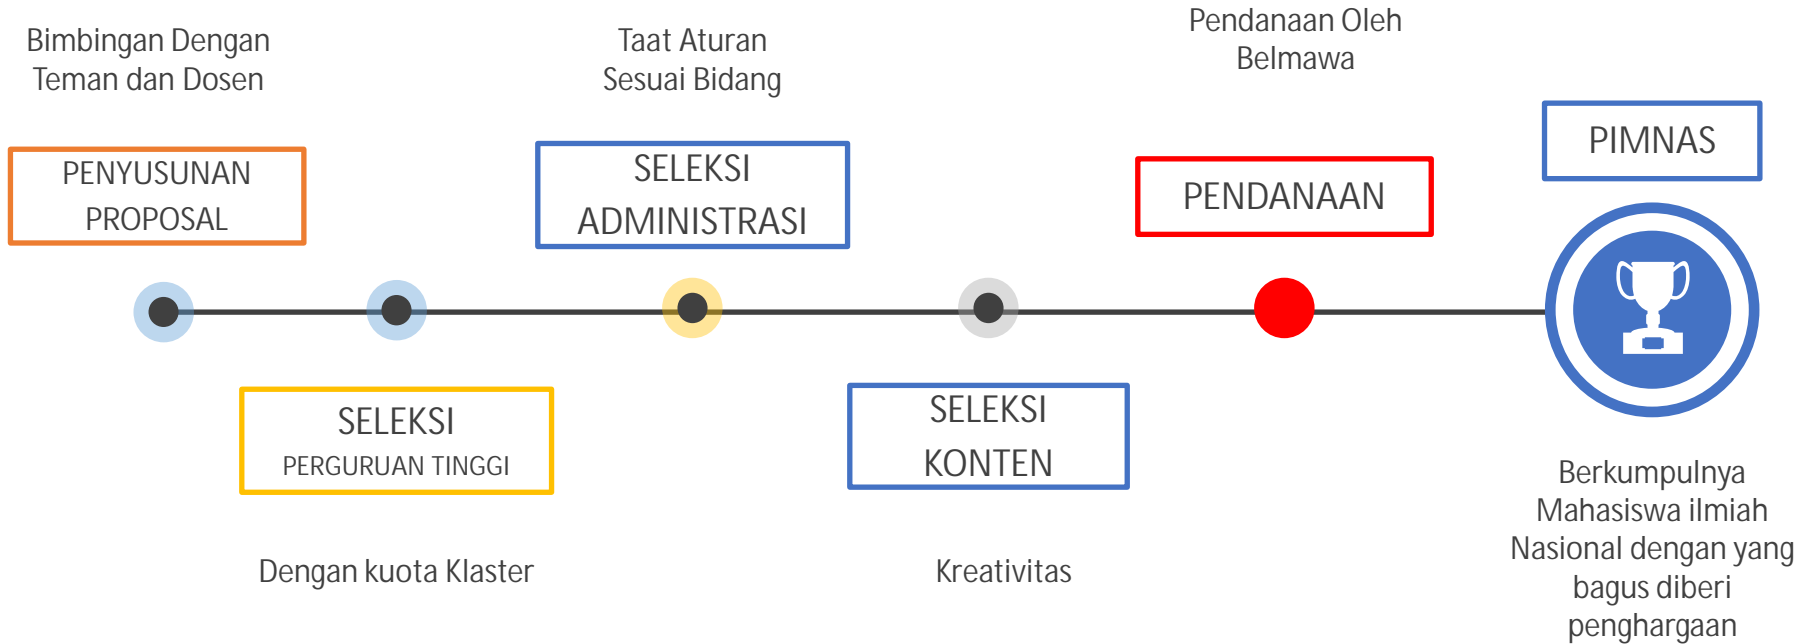 Bimbingan Dengan
Teman dan Dosen
PENYUSUNAN
PROPOSAL
SELEKSI
PERGURUAN TINGGI
Dengan kuota Klaster
Taat Aturan
Sesuai Bidang
SELEKSI
ADMINISTRASI
SELEKSI
KONTEN
Kreativitas
Pendanaan Oleh
Belmawa
PENDANAAN
PIMNAS
Berkumpulnya
Mahasiswa ilmiah
Nasional dengan yang
bagus diberi
penghargaan